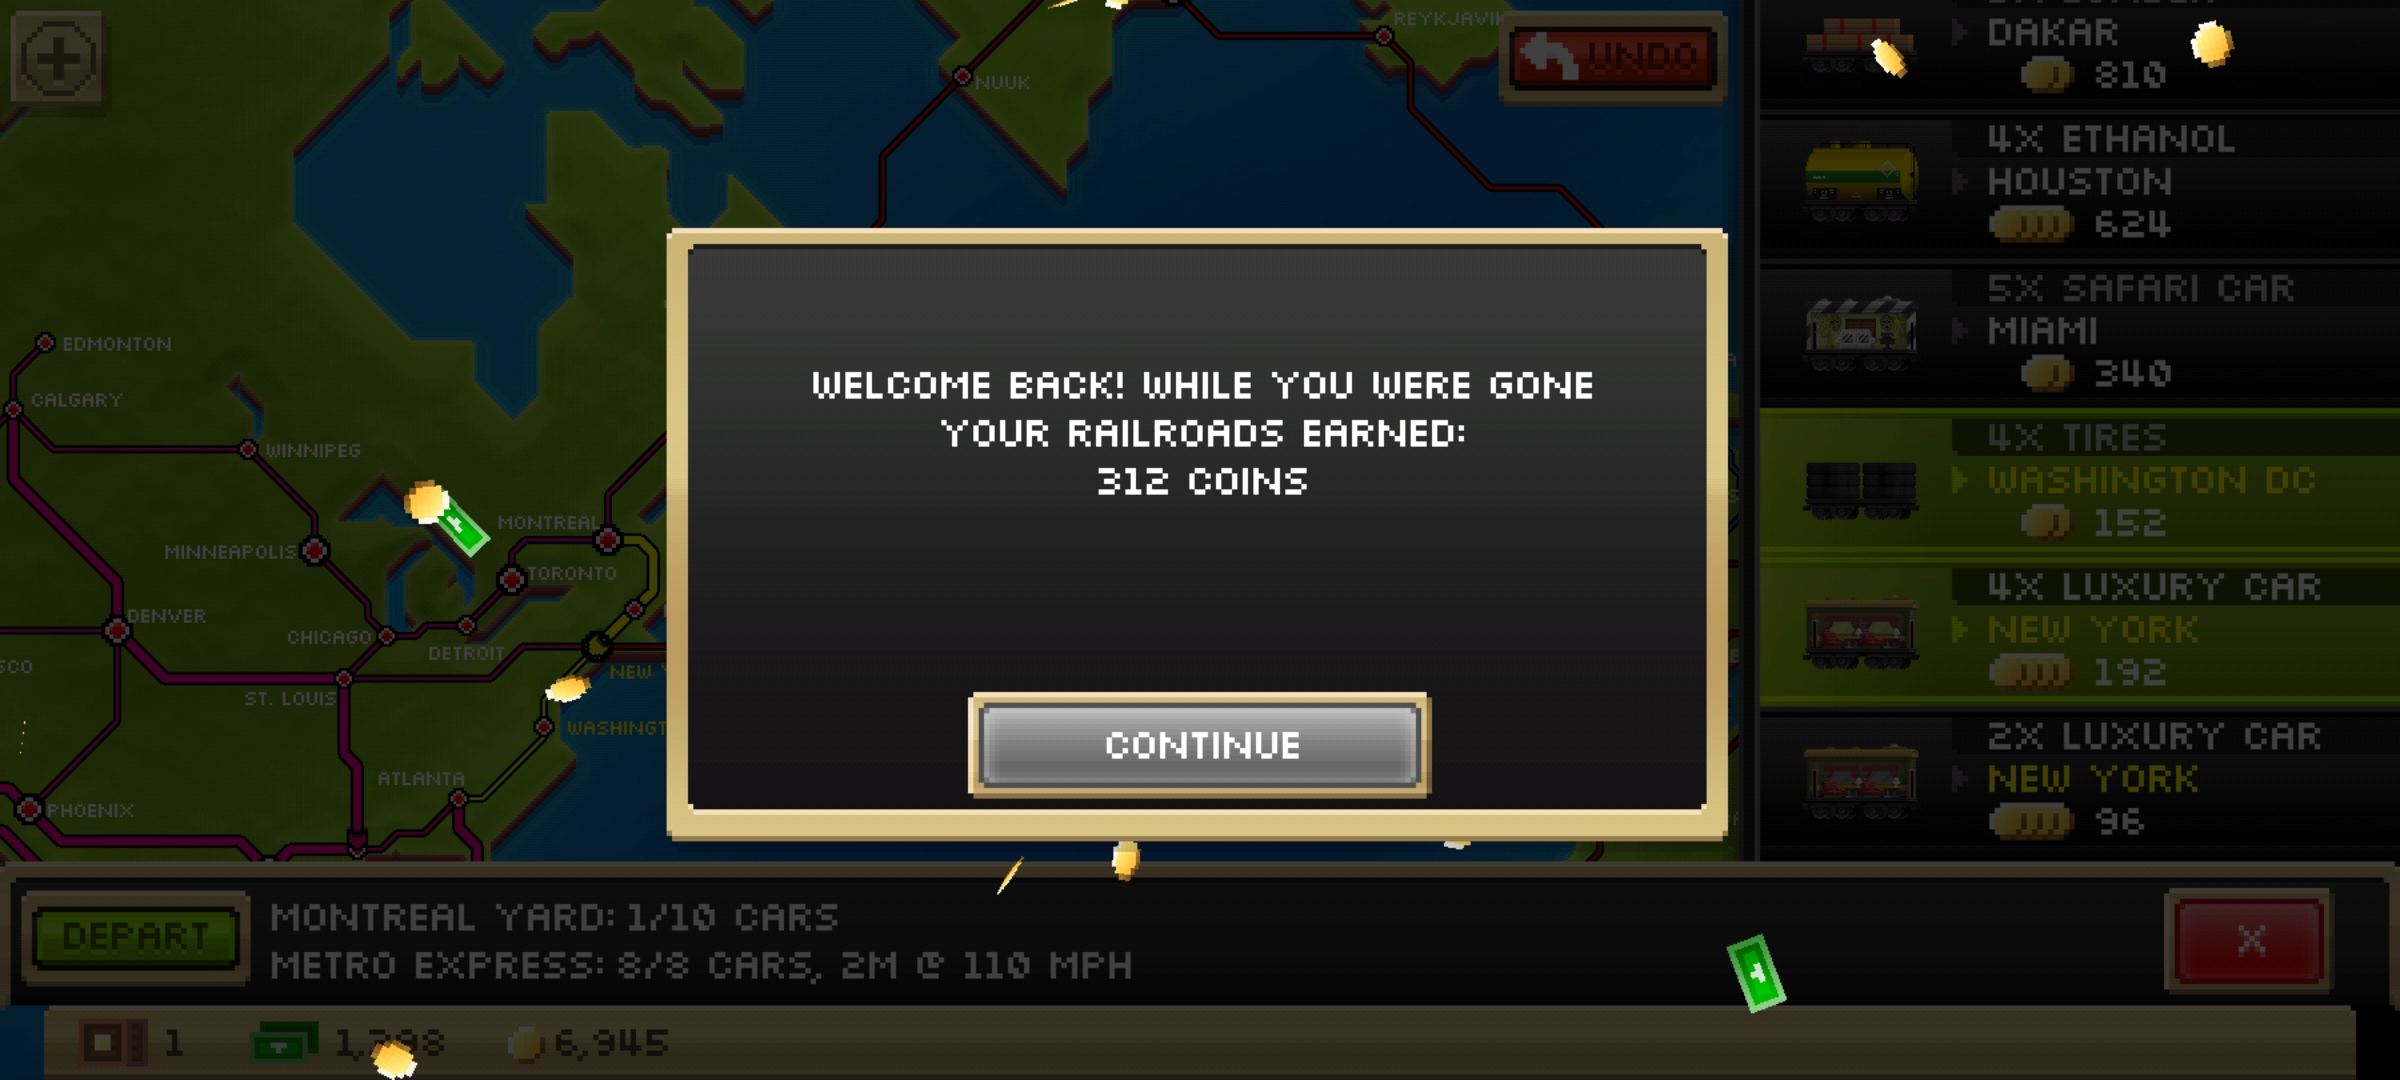 REYKJAVIK
NUUK
UNDO
EDMONTON
CALGARY
WINNIPEG
MONTREAL
MINNEAPOLIS
TORONTO
DENVER
CHICAGO
DETROIT
NEW
ST. LOUIS
WASHINGT
ATLANTA
PHOENIX
WELCOME BACK! WHILE YOU WERE GONE
YOUR RAILROADS EARNED:
312 COINS
CONTINUE
DAKAR
810
4X ETHANOL
HOUSTON
624
5X SAFARI CAR
MIAMI
340
4X TIRES
WASHINGTON DC
152
4X LUXURY CAR
NEW YORK
192
2X LUXURY CAR
NEW YORK
96
DEPART
MONTREAL YARD: 1/10 CARS
METRO EXPRESS: 8/8 CARS, 2M @ 110 MPH
X
1
6,945